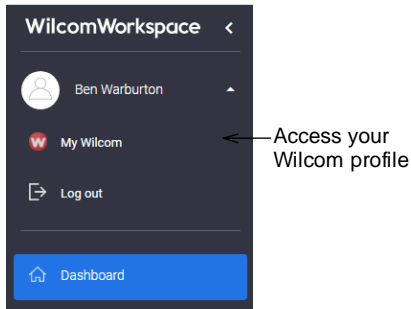 WilcomWorkspace
Ben Warburton
My Wilcom
Access your
Wilcom profile
Log out
Dashboard